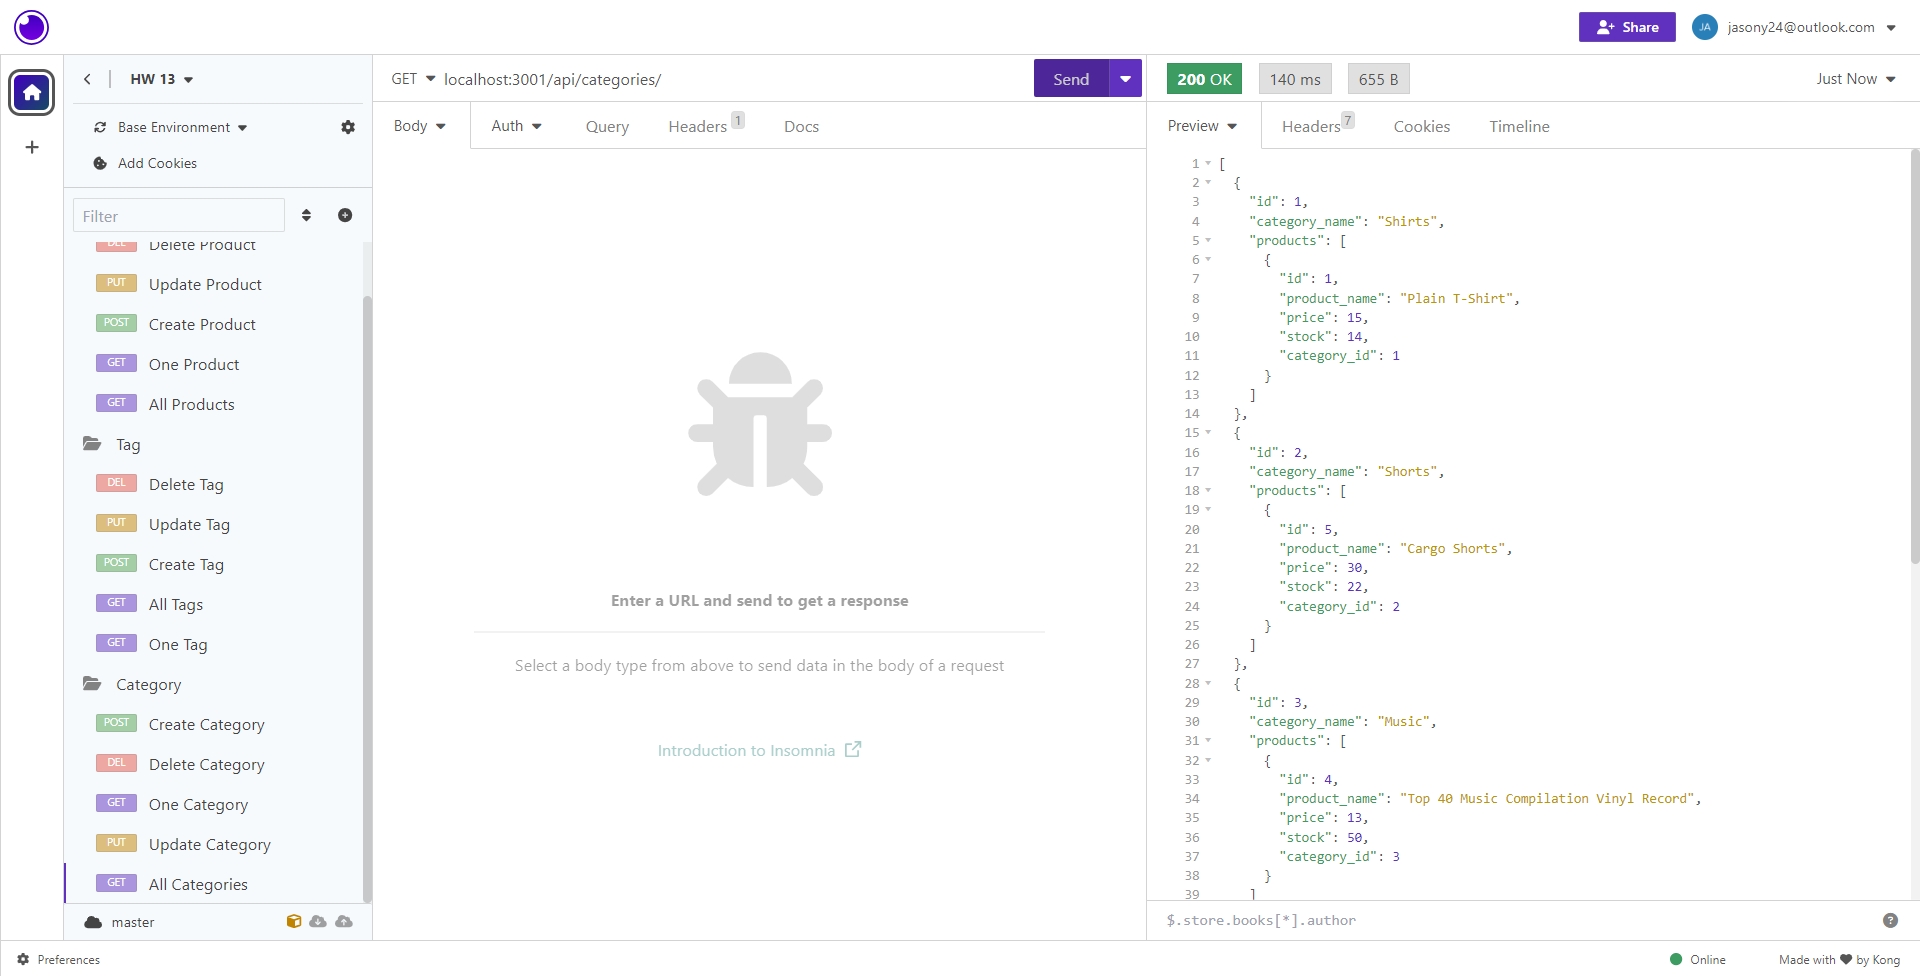 Share
JA
jasony24@outlook.com
HW 13
Base Environment
Add Cookies
Filter
DEL Delete Product
PUT Update Product
POST Create Product
GET One Product
GET All Products
Tag
DEL Delete Tag
PUT Update Tag
POST Create Tag
GET All Tags
GET One Tag
Category
POST Create Category
DEL Delete Category
GET One Category
PUT Update Category
GET All Categories
master
GET localhost:3001/api/categories/
Send
Body Auth Query Headers 1 Docs
Enter a URL and send to get a response
Select a body type from above to send data in the body of a request
Introduction to Insomnia
200 OK 140 ms 655 B Just Now
Preview Headers 7 Cookies Timeline
1 [
2 {
3 "id": 1,
4 "category_name": "Shirts",
5 "products": [
6 {
7 "id": 1,
8 "product_name": "Plain T-Shirt",
9 "price": 15,
10 "stock": 14,
11 "category_id": 1
12 }
13 ]
14 },
15 {
16 "id": 2,
17 "category_name": "Shorts",
18 "products": [
19 {
20 "id": 5,
21 "product_name": "Cargo Shorts",
22 "price": 30,
23 "stock": 22,
24 "category_id": 2
25 }
26 ]
27 },
28 {
29 "id": 3,
30 "category_name": "Music",
31 "products": [
32 {
33 "id": 4,
34 "product_name": "Top 40 Music Compilation Vinyl Record",
35 "price": 13,
36 "stock": 50,
37 "category_id": 3
38 }
39 ]
$.store.books[*].author
Preferences
Online
Made with ♥ by Kong